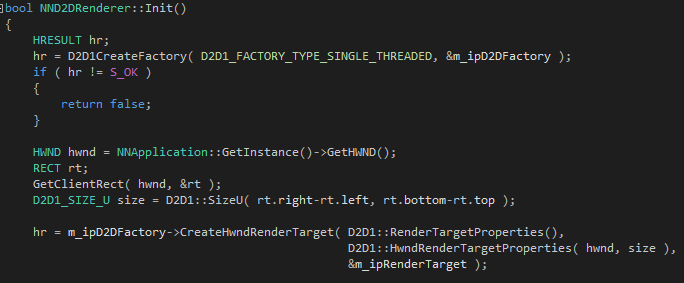 bool NND2DRenderer::Init()
{
HRESULT hr;
hr = D2D1CreateFactory( D2D1_FACTORY_TYPE_SINGLE_THREADED, &m_ipD2DFactory );
if ( hr != S_OK )
{
return false;
}
HWND hwnd = NNApplication::GetInstance()->GetHWND();
RECT rt;
GetClientRect( hwnd, &rt );
D2D1_SIZE_U size = D2D1::SizeU( rt.right-rt.left, rt.bottom-rt.top );
hr = m_ipD2DFactory->CreateHwndRenderTarget( D2D1::RenderTargetProperties(),
D2D1::HwndRenderTargetProperties( hwnd, size ),
&m_ipRenderTarget );